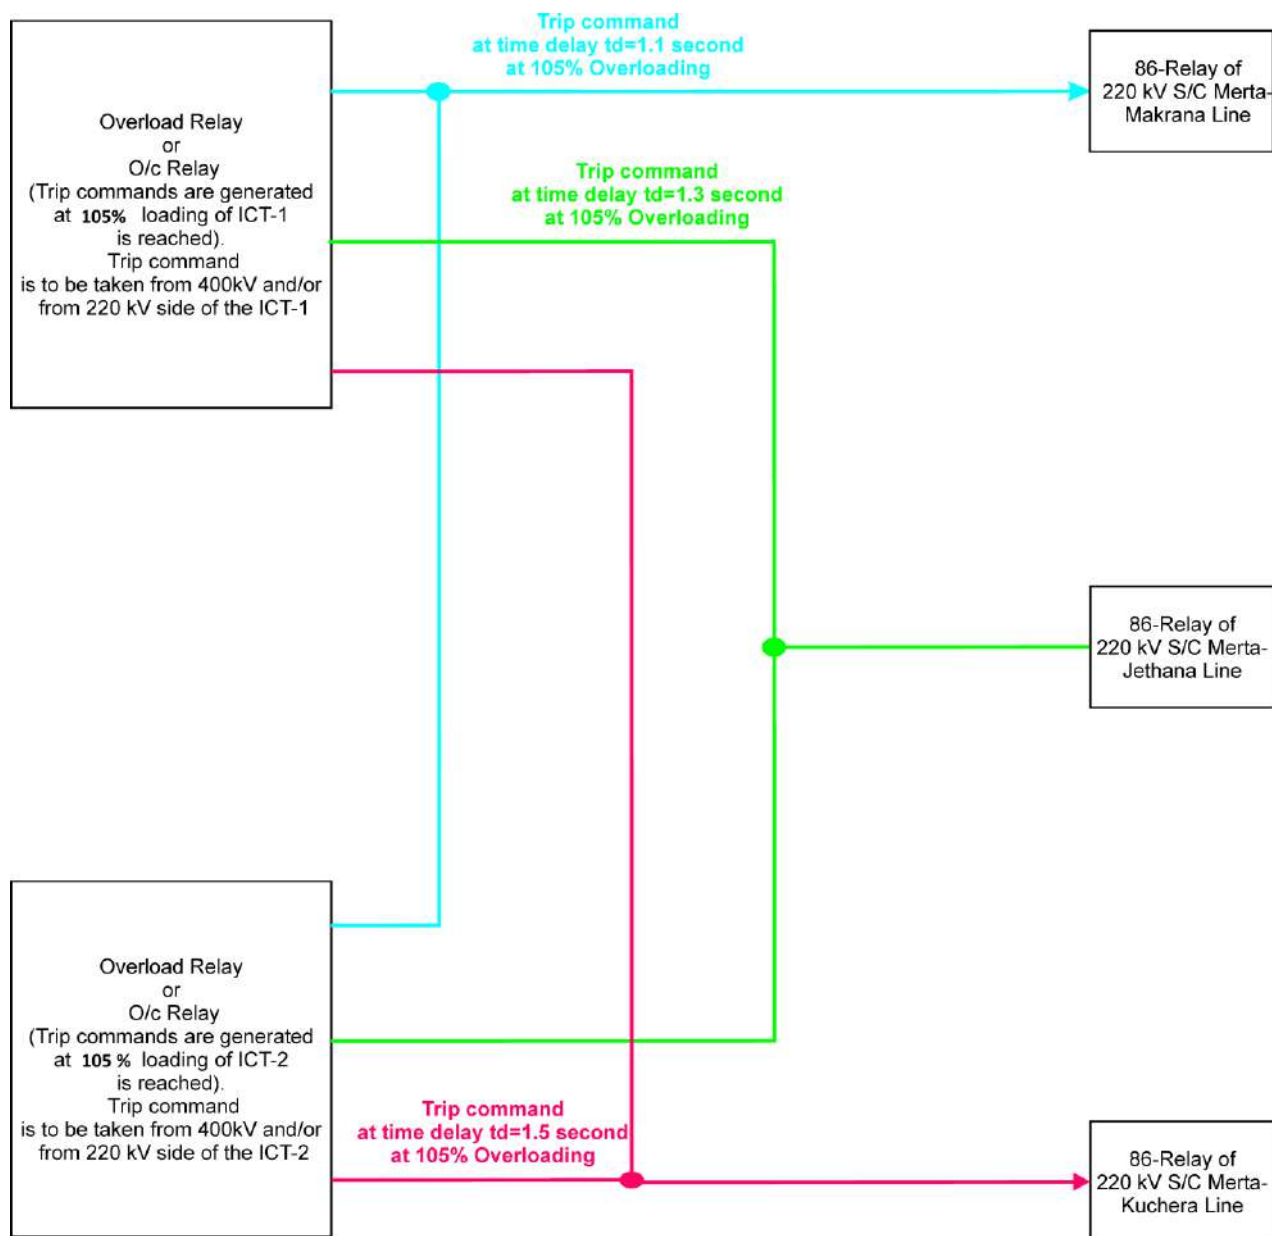 Trip command
at time delay td=1.1 second
at 105% Overloading
86-Relay of
220 kV S/C Merta-
Makrana Line
Overload Relay
or
O/c Relay
(Trip commands are generated
at 105% loading of ICT-1
is reached).
Trip command
is to be taken from 400kV and/or
from 220 kV side of the ICT-1
Trip command
at time delay td=1.3 second
at 105% Overloading
86-Relay of
220 kV S/C Merta-
Jethana Line
Overload Relay
or
O/c Relay
(Trip commands are generated
at 105 % loading of ICT-2
is reached).
Trip command
is to be taken from 400kV and/or
from 220 kV side of the ICT-2
Trip command
at time delay td=1.5 second
at 105% Overloading
86-Relay of
220 kV S/C Merta-
Kuchera Line